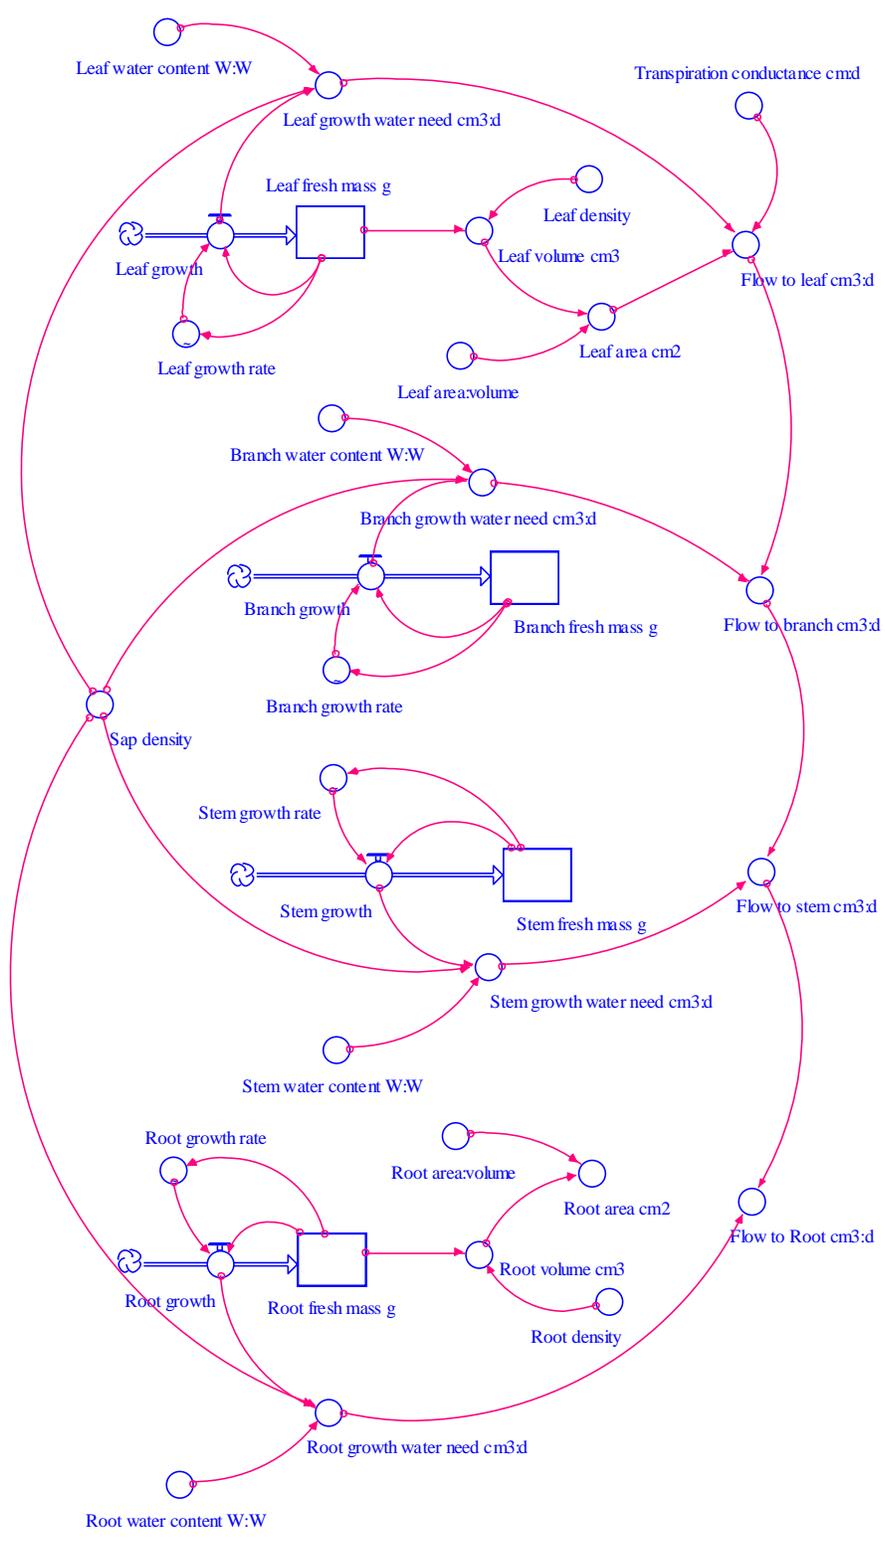 Leaf water content W:W
Transpiration conductance cm:d
Leaf growth water need cm3:d
Leaf fresh mass g
Leaf density
Leaf volume cm3
Leaf growth
Flow to leaf cm3:d
Leaf area cm2
Leaf growth rate
Leaf area:volume
Branch water content W:W
Branch growth water need cm3:d
Branch growth
Branch fresh mass g
Flow to branch cm3:d
Branch growth rate
Sap density
Stem growth rate
Stem growth
Flow to stem cm3:d
Stem fresh mass g
Stem growth water need cm3:d
Stem water content W:W
Root growth rate
Root area:volume
Root area cm2
Flow to Root cm3:d
Root volume cm3
Root growth
Root fresh mass g
Root density
Root growth water need cm3:d
Root water content W:W